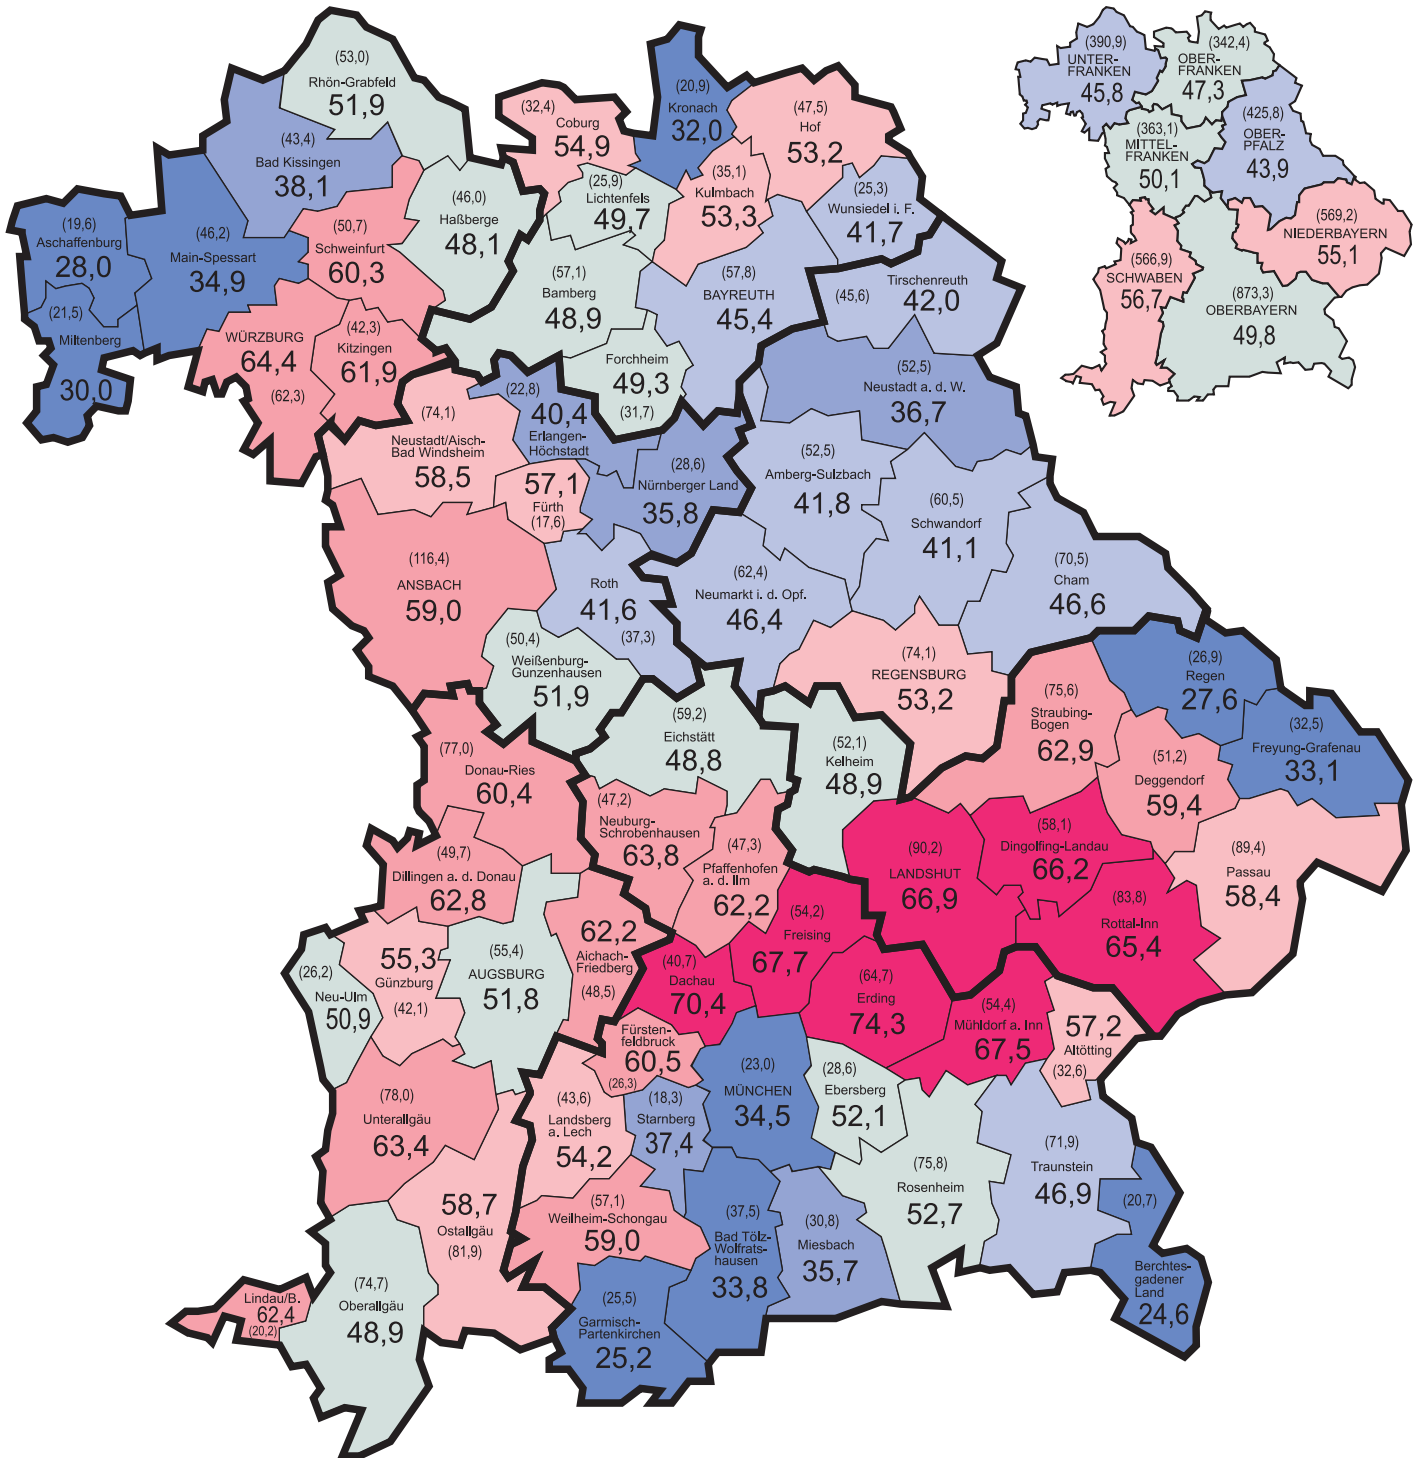 (53,0)
Rhön-Grabfeld
51,9
(43,4)
Bad Kissingen
38,1
(19,6)
Aschaffenburg
28,0
(46,2)
Main-Spessart
34,9
(21,5)
Miltenberg
30,0
(50,7)
Schweinfurt
60,3
(46,0)
Haßberge
48,1
WÜRZBURG
64,4
(62,3)
(42,3)
Kitzingen
61,9
(32,4)
Coburg
54,9
(20,9)
Kronach
32,0
(47,5)
Hof
53,2
(25,9)
Lichtenfels
49,7
(35,1)
Kulmbach
53,3
(25,3)
Wunsiedel i. F.
41,7
(57,1)
Bamberg
48,9
(57,8)
BAYREUTH
45,4
Forchheim
49,3
(31,7)
Tirschenreuth
(45,6)
42,0
(52,5)
Neustadt a. d. W.
36,7
(74,1)
Neustadt/Aisch-
Bad Windsheim
58,5
(22,8)
40,4
Erlangen-
Höchstadt
57,1
Fürth
(17,6)
(28,6)
Nürnberger Land
35,8
(52,5)
Amberg-Sulzbach
41,8
(60,5)
Schwandorf
41,1
(70,5)
Cham
46,6
(116,4)
ANSBACH
59,0
Roth
41,6
(37,3)
(62,4)
Neumarkt i. d. Opf.
46,4
(50,4)
Weißenburg-
Gunzenhausen
51,9
(74,1)
REGENSBURG
53,2
(26,9)
Regen
27,6
(32,5)
Freyung-Grafenau
33,1
(75,6)
Straubing-
Bogen
62,9
(51,2)
Deggendorf
59,4
(77,0)
Donau-Ries
60,4
(59,2)
Eichstätt
48,8
(52,1)
Kelheim
48,9
(47,2)
Neuburg-
Schrobenhausen
63,8
(47,3)
Pfaffenhofen
a. d. Ilm
62,2
(90,2)
LANDSHUT
66,9
(58,1)
Dingolfing-Landau
66,2
(83,8)
Rottal-Inn
65,4
(89,4)
Passau
58,4
(49,7)
Dillingen a. d. Donau
62,8
(26,2)
Neu-Ulm
50,9
55,3
Günzburg
(42,1)
(55,4)
AUGSBURG
51,8
62,2
Aichach-
Friedberg
(48,5)
(40,7)
Dachau
70,4
(54,2)
Freising
67,7
(64,7)
Erding
74,3
(54,4)
Mühldorf a. Inn
67,5
57,2
Altötting
(32,6)
Fürsten-
feldbruck
60,5
(26,3)
(23,0)
MÜNCHEN
34,5
(28,6)
Ebersberg
52,1
(78,0)
Unterallgäu
63,4
(43,6)
Landsberg
a. Lech
54,2
(18,3)
Starnberg
37,4
(75,8)
Rosenheim
52,7
(71,9)
Traunstein
46,9
(20,7)
Berchtes-
gadener
Land
24,6
58,7
Ostallgäu
(81,9)
(57,1)
Weilheim-Schongau
59,0
(37,5)
Bad Tölz-
Wolfrats-
hausen
33,8
(30,8)
Miesbach
35,7
Lindau/B.
62,4
(20,2)
(74,7)
Oberallgäu
48,9
(25,5)
Garmisch-
Partenkirchen
25,2
(390,9)
UNTER-
FRANKEN
45,8
(342,4)
OBER-
FRANKEN
47,3
(363,1)
MITTEL-
FRANKEN
50,1
(425,8)
OBER-
PFALZ
43,9
(569,2)
NIEDERBAYERN
55,1
(566,9)
SCHWABEN
56,7
(873,3)
OBERBAYERN
49,8